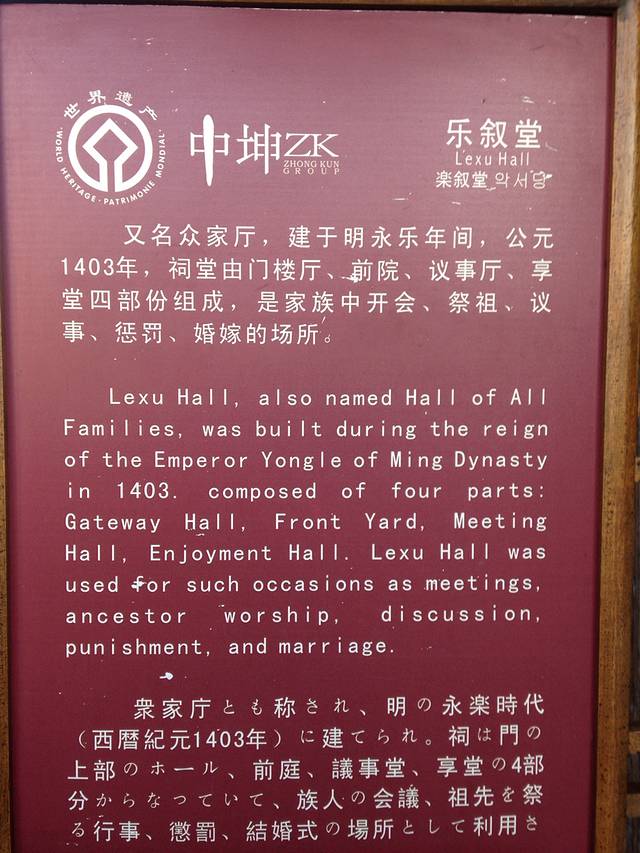 世界遗产
WORLD HERITAGE · PATRIMONIE MONDIAL
中坤 ZK
ZHONG KUN
GROUP
乐叙堂
Lexu Hall
楽叙堂 악서당
又名众家厅，建于明永乐年间，公元
1403年，祠堂由门楼厅、前院、议事厅、享
堂四部份组成，是家族中开会、祭祖、议
事、惩罚、婚嫁的场所。
Lexu Hall, also named Hall of All
Families, was built during the reign
of the Emperor Yongle of Ming Dynasty
in 1403. composed of four parts:
Gateway Hall, Front Yard, Meeting
Hall, Enjoyment Hall. Lexu Hall was
used for such occasions as meetings,
ancestor worship, discussion,
punishment, and marriage.
衆家庁とも称され、明の永楽時代
（西暦紀元1403年）に建てられ。祠は門の
上部のホール、前庭、議事堂、享堂の4部
分からなっていて、族人の会議、祖先を祭
る行事、懲罰、結婚式の場所として利用さ